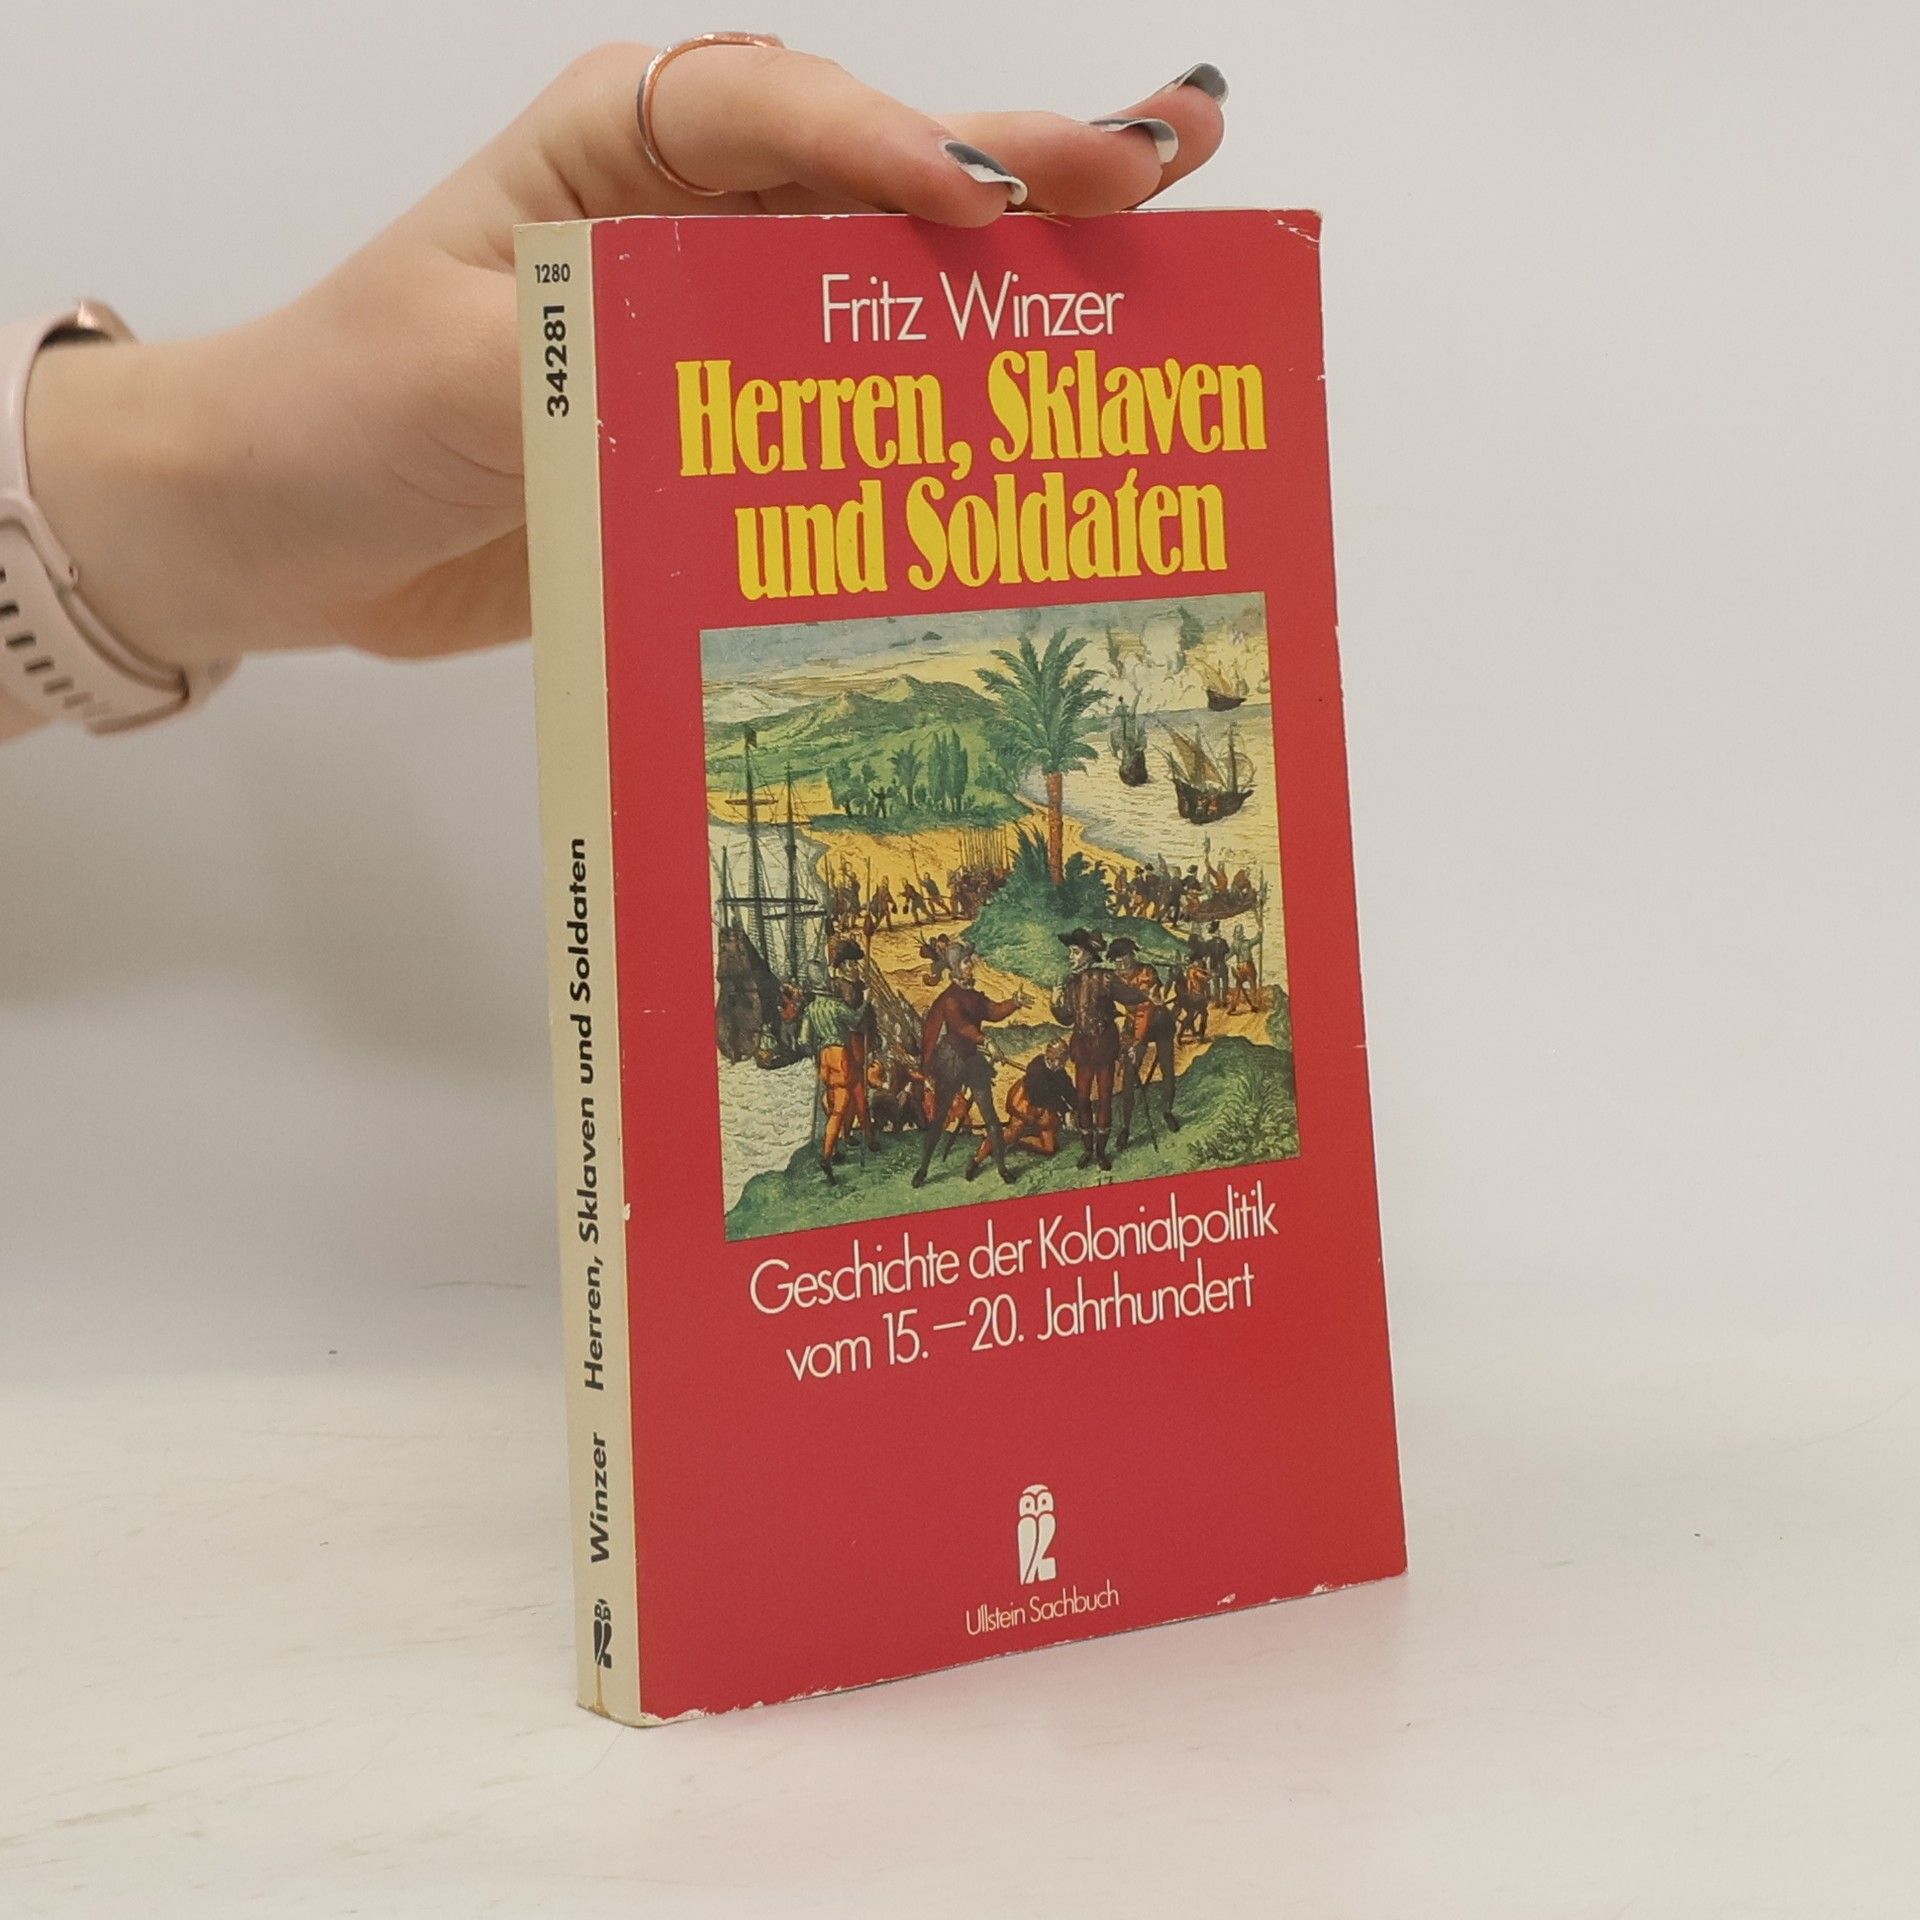 1280
34281
Winzer Herren, Sklaven und Soldaten
Fritz Winzer
Herren, Sklaven
und Soldaten
Geschichte der Kolonialpolitik
vom 15.–20. Jahrhundert
Ullstein Sachbuch